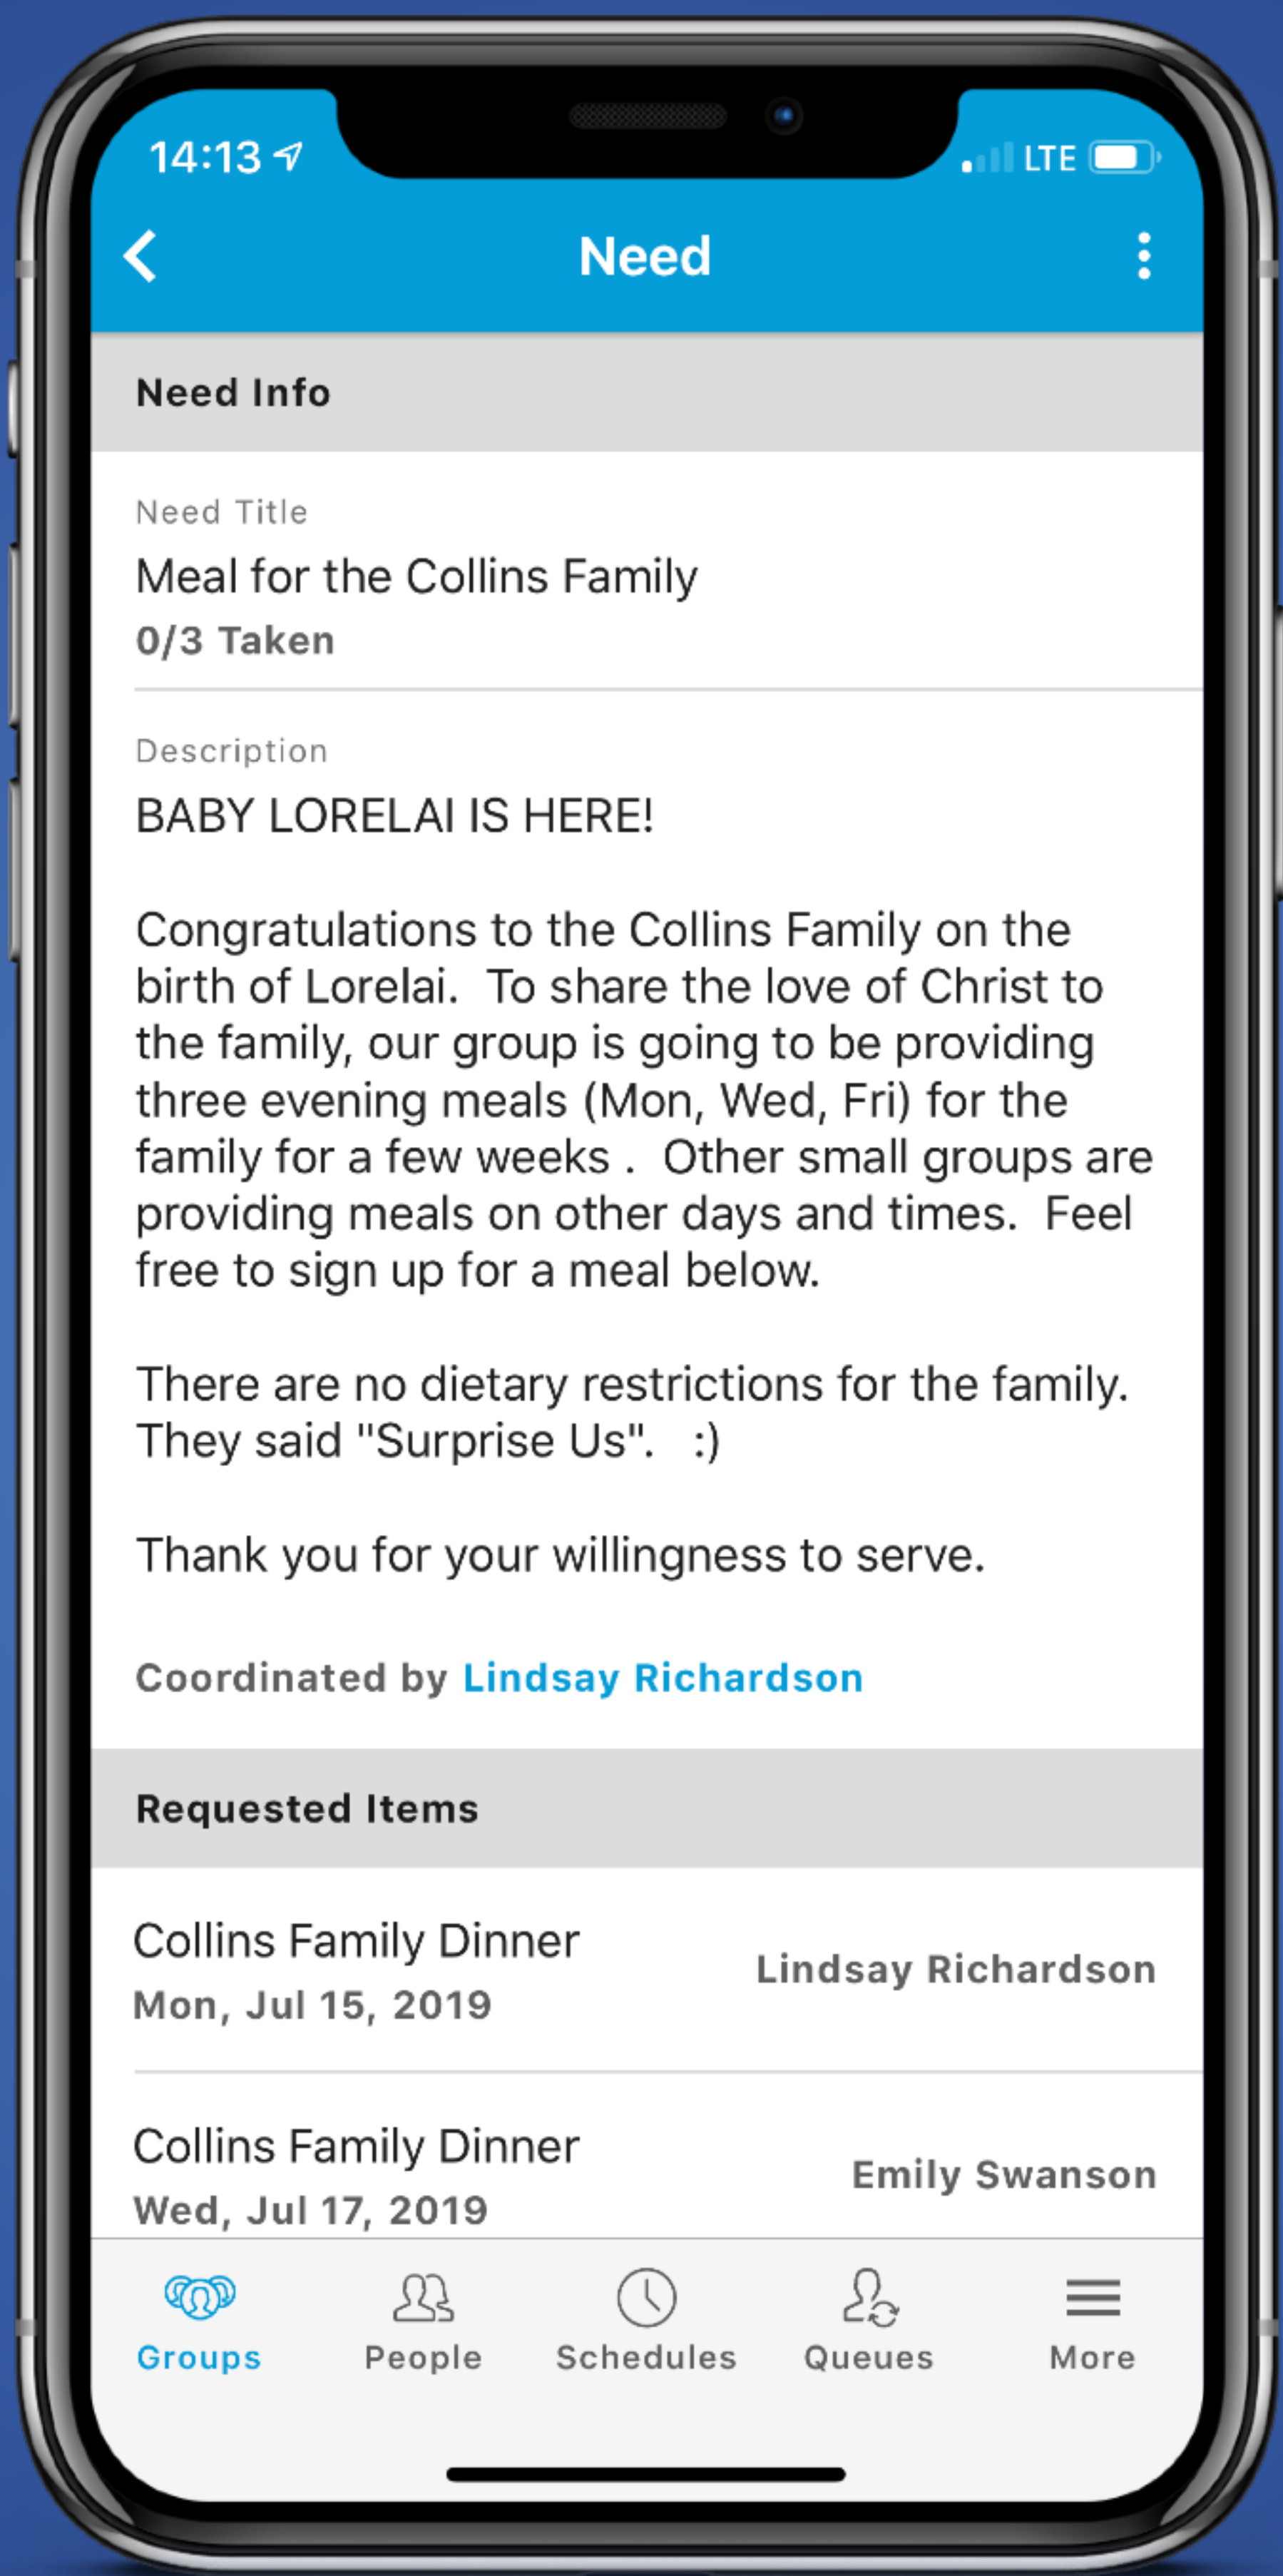 14:13 LTE
Need
Need Info
Need Title
Meal for the Collins Family
0/3 Taken
Description
BABY LORELAI IS HERE!
Congratulations to the Collins Family on the
birth of Lorelai.  To share the love of Christ to
the family, our group is going to be providing
three evening meals (Mon, Wed, Fri) for the
family for a few weeks .  Other small groups are
providing meals on other days and times.  Feel
free to sign up for a meal below.
There are no dietary restrictions for the family.
They said "Surprise Us".   :)
Thank you for your willingness to serve.
Coordinated by Lindsay Richardson
Requested Items
Collins Family Dinner
Lindsay Richardson
Mon, Jul 15, 2019
Collins Family Dinner
Emily Swanson
Wed, Jul 17, 2019
Groups People Schedules Queues More